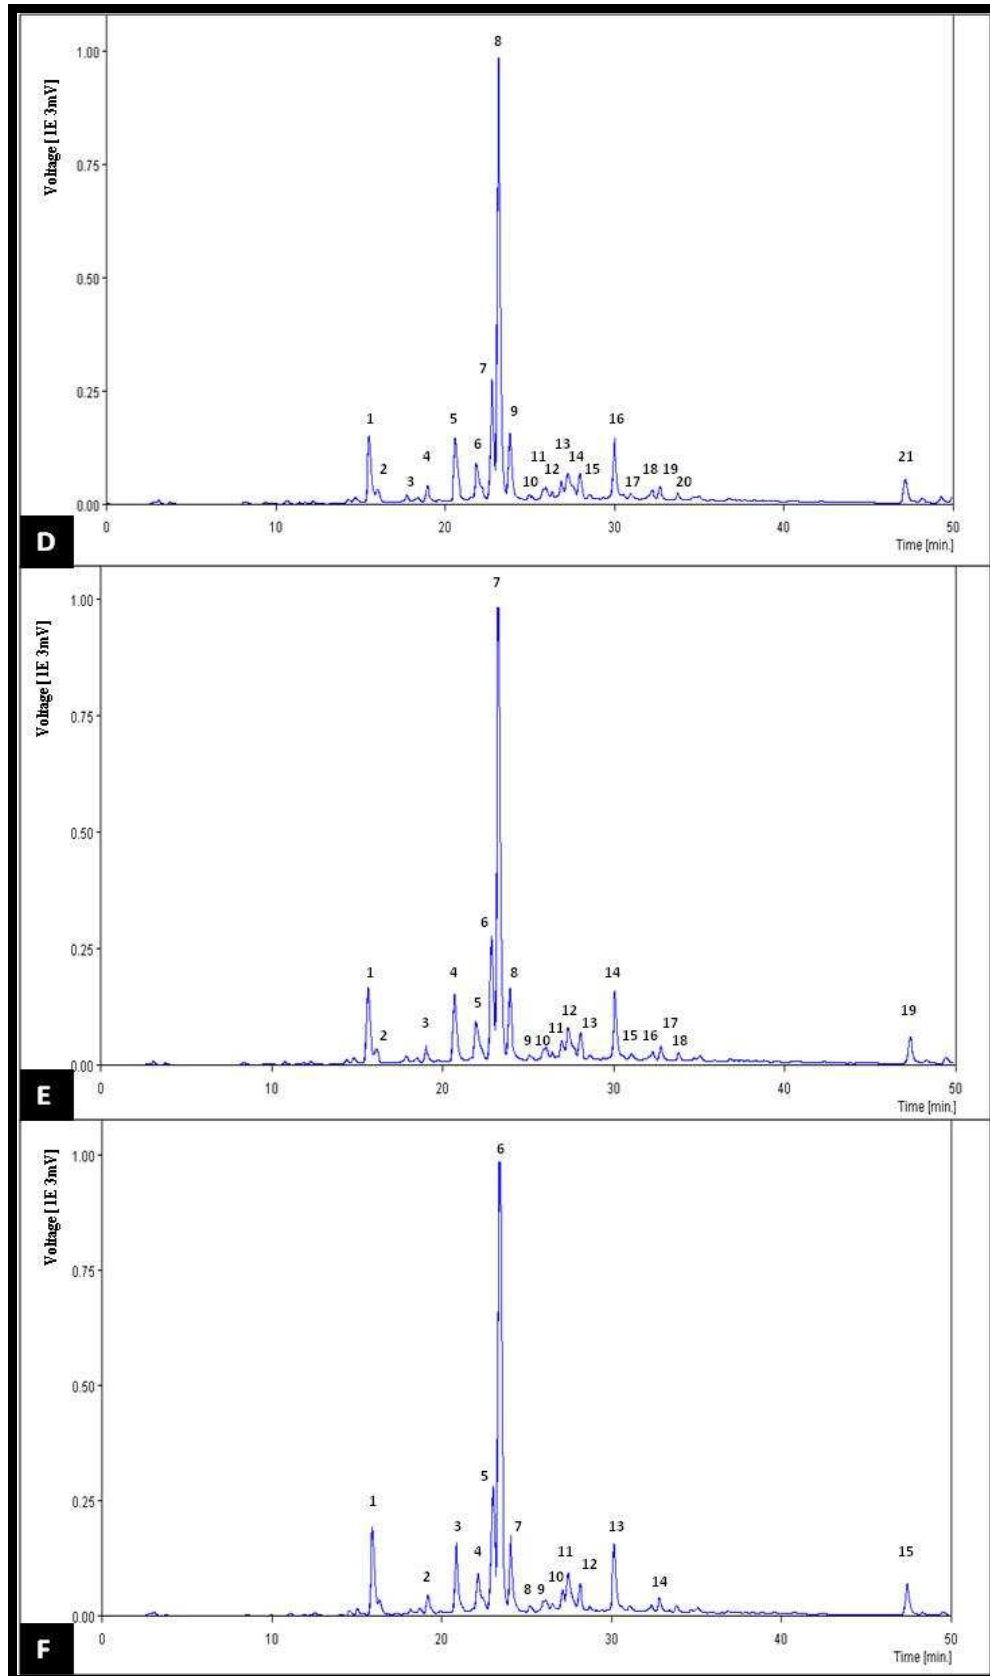 8
1.00
Voltage [1E 3mV]
0.75
0.50
7
0.25
1 5 9 16
6 13
4 11 14 21
2 12 15 18 19
3 10 17 20
0.00
0 10 20 30 40 50
D
Time [min.]
7
1.00
Voltage [1E 3mV]
0.75
0.50
6
0.25
1 4 8 14
5 12 19
3 11 13 17
2 9 10 15 16 18
0.00
0 10 20 30 40 50
E
Time [min.]
6
1.00
Voltage [1E 3mV]
0.75
0.50
5
0.25
1
3 7 13
4 11 15
2 10 12 14
8 9
0.00
0 10 20 30 40 50
F
Time [min.]